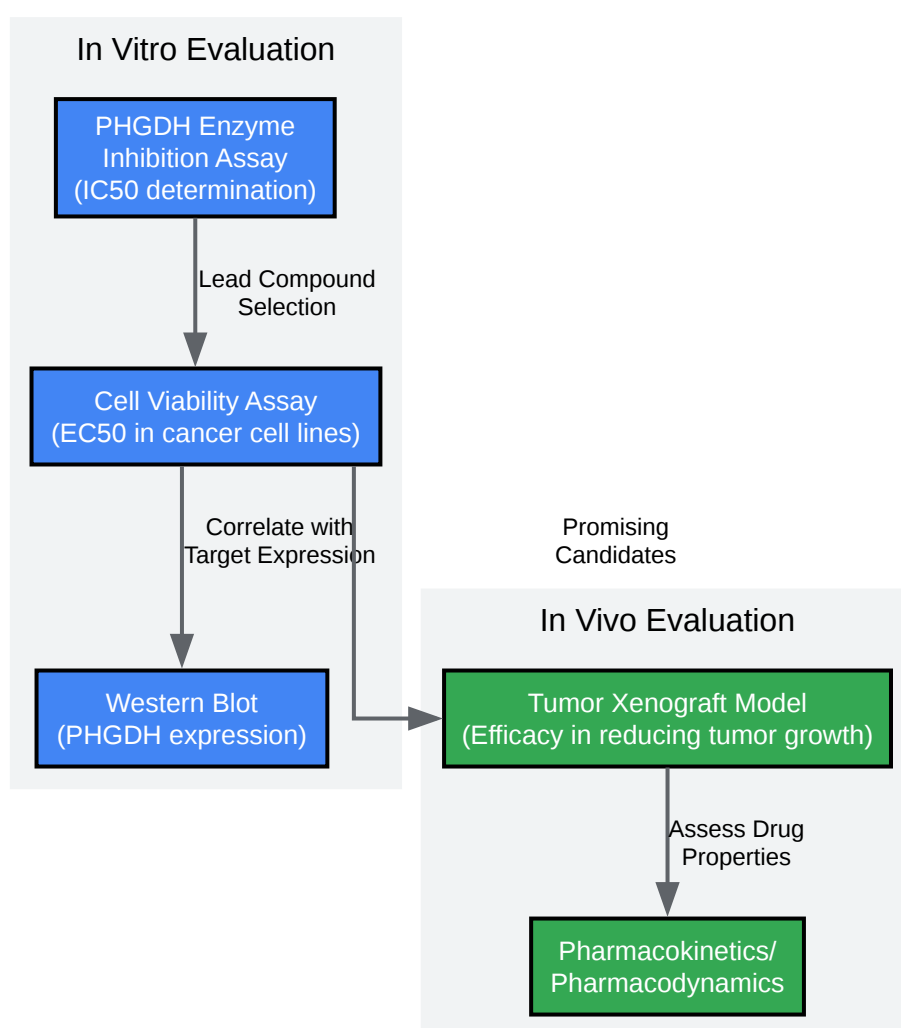 In Vitro Evaluation
PHGDH Enzyme
Inhibition Assay
(IC50 determination)
Lead Compound
Selection
Cell Viability Assay
(EC50 in cancer cell lines)
Correlate with
Target Expression
Promising
Candidates
Western Blot
(PHGDH expression)
In Vivo Evaluation
Tumor Xenograft Model
(Efficacy in reducing tumor growth)
Assess Drug
Properties
Pharmacokinetics/
Pharmacodynamics